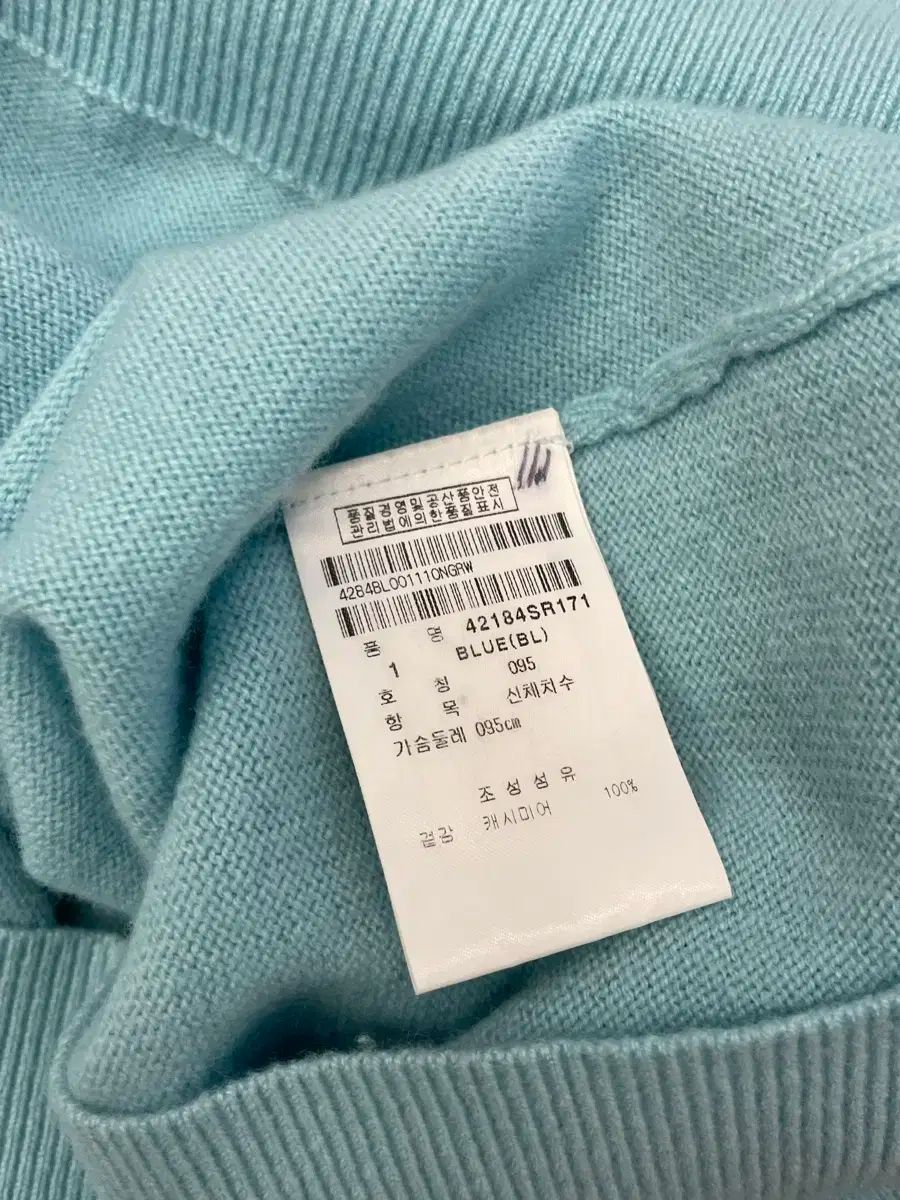 품질경영및공산품안전
관리법에의한품질표시
4284BL001110NGRW
품 명 42184SR171
1 BLUE(BL)
호 칭 095
항 목 신체치수
가슴둘레 095cm
조성섬유
겉감 캐시미어 100%